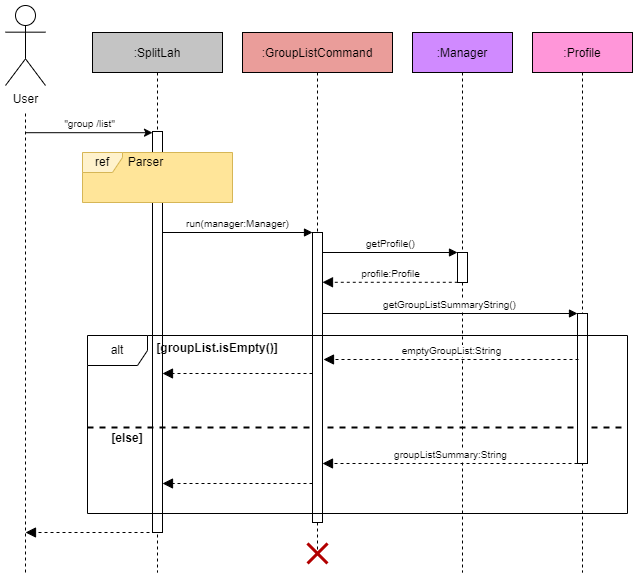 :SplitLah
:GroupListCommand
:Manager
:Profile
User
"group /list"
ref
Parser
run(manager:Manager)
getProfile()
profile:Profile
getGroupListSummaryString()
alt
[groupList.isEmpty()]
emptyGroupList:String
[else]
groupListSummary:String